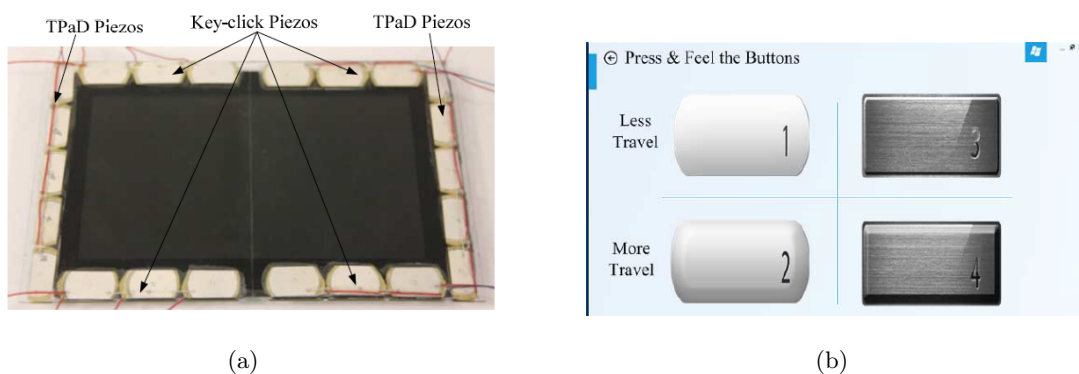 TPaD Piezos
Key-click Piezos
TPaD Piezos
Press & Feel the Buttons
Less
Travel
1
3
More
Travel
2
4
(a)
(b)